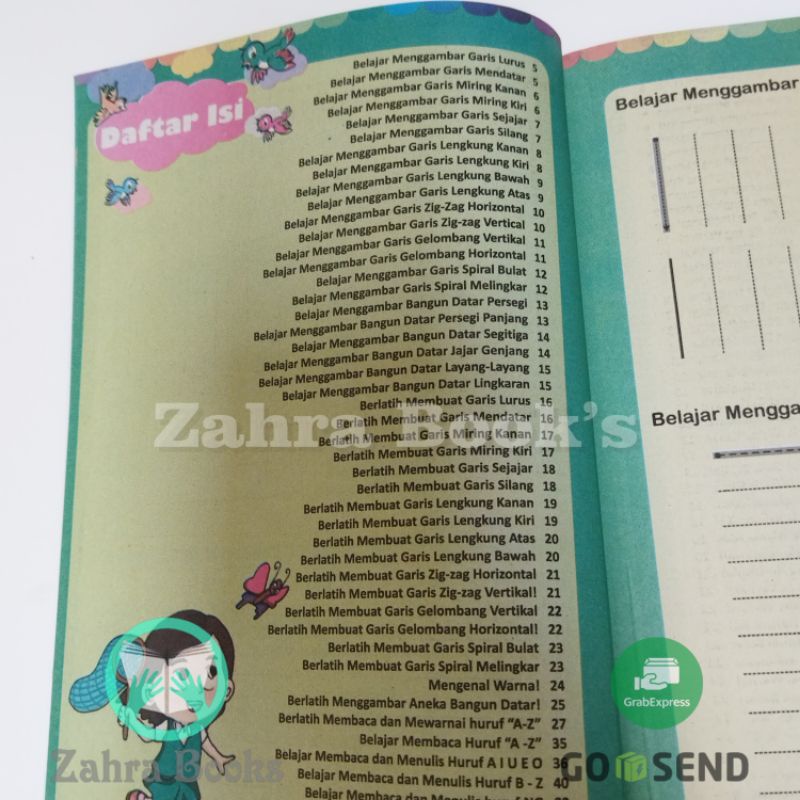 Daftar Isi
Belajar Menggambar Garis Lurus 5
Belajar Menggambar Garis Mendatar 5
Belajar Menggambar Garis Miring Kanan 6
Belajar Menggambar Garis Miring Kiri 6
Belajar Menggambar Garis Sejajar 7
Belajar Menggambar Garis Silang 7
Belajar Menggambar Garis Lengkung Kanan 8
Belajar Menggambar Garis Lengkung Kiri 8
Belajar Menggambar Garis Lengkung Bawah 9
Belajar Menggambar Garis Lengkung Atas 9
Belajar Menggambar Garis Zig-Zag Horizontal 10
Belajar Menggambar Garis Zig-zag Vertical 10
Belajar Menggambar Garis Gelombang Vertikal 11
Belajar Menggambar Garis Gelombang Horizontal 11
Belajar Menggambar Garis Spiral Bulat 12
Belajar Menggambar Garis Spiral Melingkar 12
Belajar Menggambar Bangun Datar Persegi 13
Belajar Menggambar Bangun Datar Persegi Panjang 13
Belajar Menggambar Bangun Datar Segitiga 14
Belajar Menggambar Bangun Datar Jajar Genjang 14
Belajar Menggambar Bangun Datar Layang-Layang 15
Belajar Menggambar Bangun Datar Lingkaran 15
Berlatih Membuat Garis Lurus 16
Berlatih Membuat Garis Mendatar 16
Berlatih Membuat Garis Miring Kanan 17
Berlatih Membuat Garis Miring Kiri 17
Berlatih Membuat Garis Sejajar 18
Berlatih Membuat Garis Silang 18
Berlatih Membuat Garis Lengkung Kanan 19
Berlatih Membuat Garis Lengkung Kiri 19
Berlatih Membuat Garis Lengkung Atas 20
Berlatih Membuat Garis Lengkung Bawah 20
Berlatih Membuat Garis Zig-zag Horizontal 21
Berlatih Membuat Garis Zig-zag Vertikal! 21
Berlatih Membuat Garis Gelombang Vertikal 22
Berlatih Membuat Garis Gelombang Horizontal! 22
Berlatih Membuat Garis Spiral Bulat 23
Berlatih Membuat Garis Spiral Melingkar 23
Mengenal Warna! 24
Berlatih Menggambar Aneka Bangun Datar! 25
Berlatih Membaca dan Mewarnai huruf “A-Z” 27
Belajar Membaca Huruf “A -Z” 35
Belajar Membaca dan Menulis Huruf A I U E O 36
Belajar Membaca dan Menulis Huruf B - Z 40
Belajar Membaca dan Menulis huruf
Belajar Menggambar
Belajar Mengga
Zahra Book's
Zahra Books
GrabExpress
GO SEND